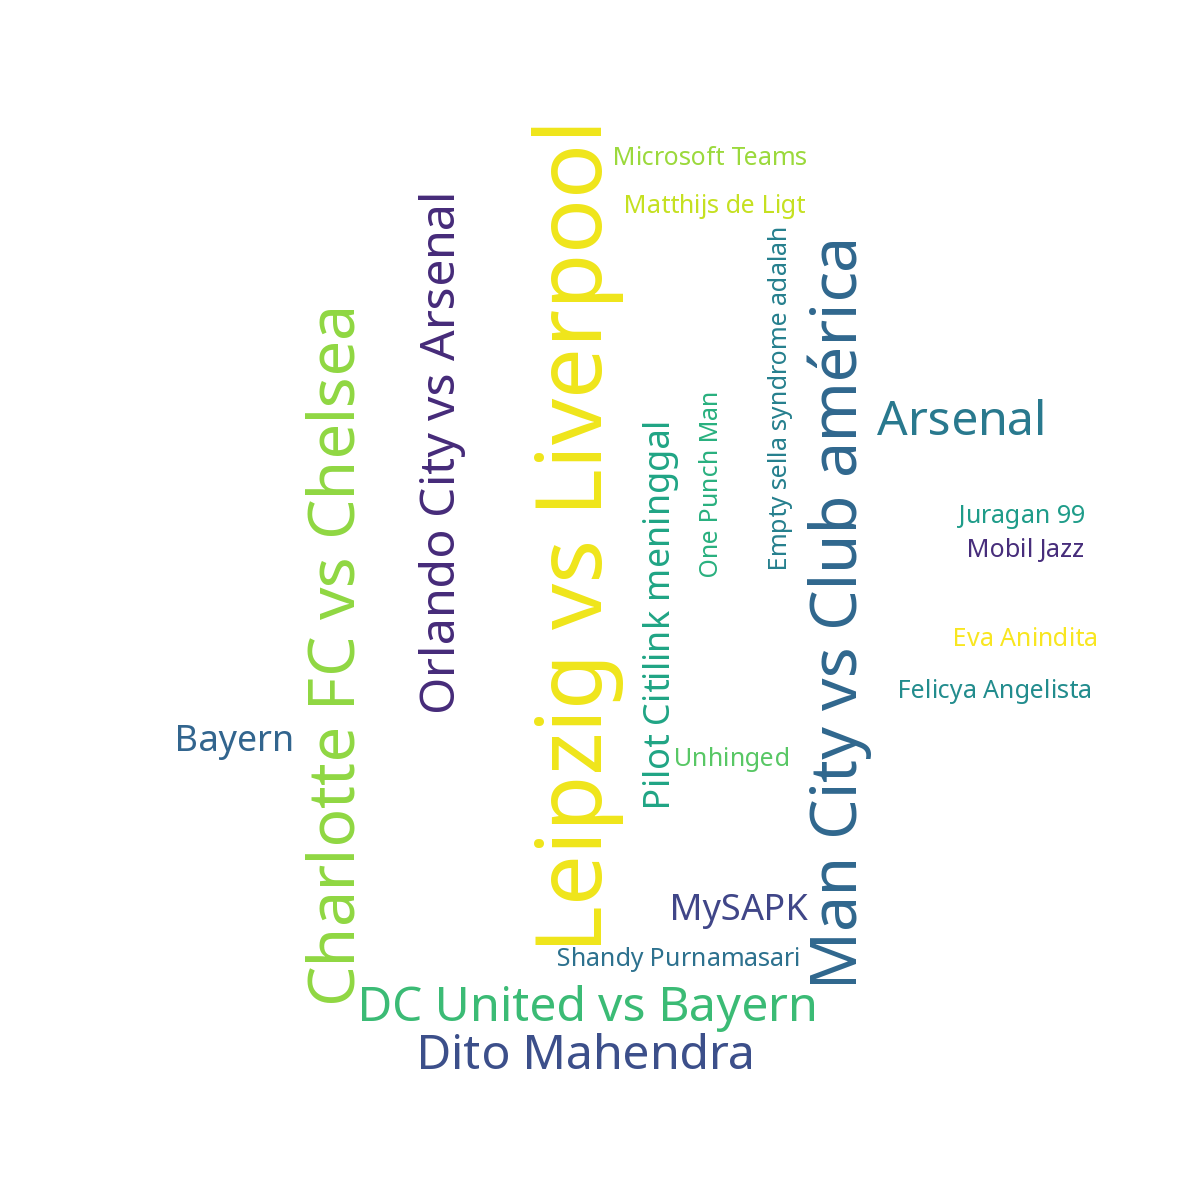 Leipzig vs Liverpool
Microsoft Teams
Matthijs de Ligt
Orlando City vs Arsenal
Empty sella syndrome adalah
Man City vs Club américa
Charlotte FC vs Chelsea
One Punch Man
Arsenal
Pilot Citilink meninggal
Juragan 99
Mobil Jazz
Eva Anindita
Felicya Angelista
Bayern
Unhinged
MySAPK
Shandy Purnamasari
DC United vs Bayern
Dito Mahendra